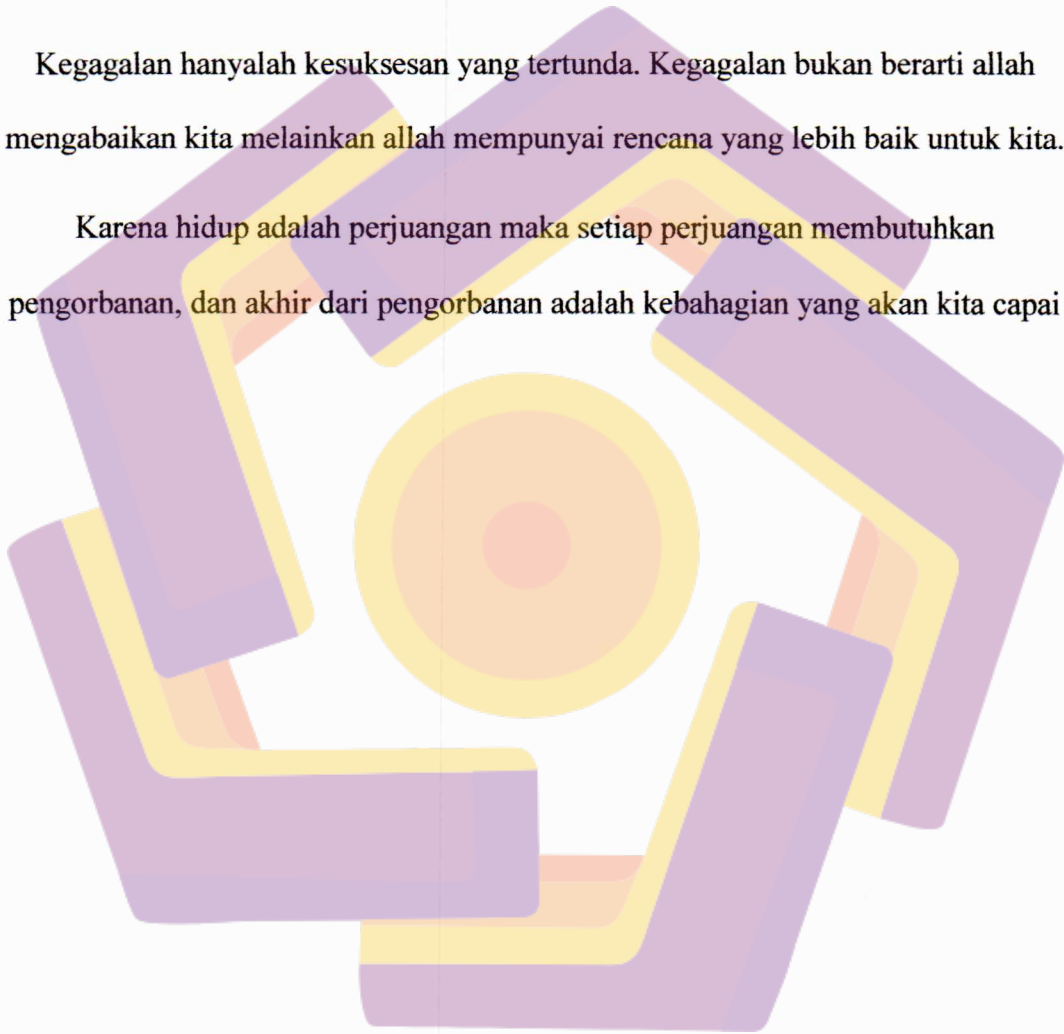 Kegagalan hanyalah kesuksesan yang tertunda. Kegagalan bukan berarti allah
mengabaikan kita melainkan allah mempunyai rencana yang lebih baik untuk kita.
Karena hidup adalah perjuangan maka setiap perjuangan membutuhkan
pengorbanan, dan akhir dari pengorbanan adalah kebahagian yang akan kita capai